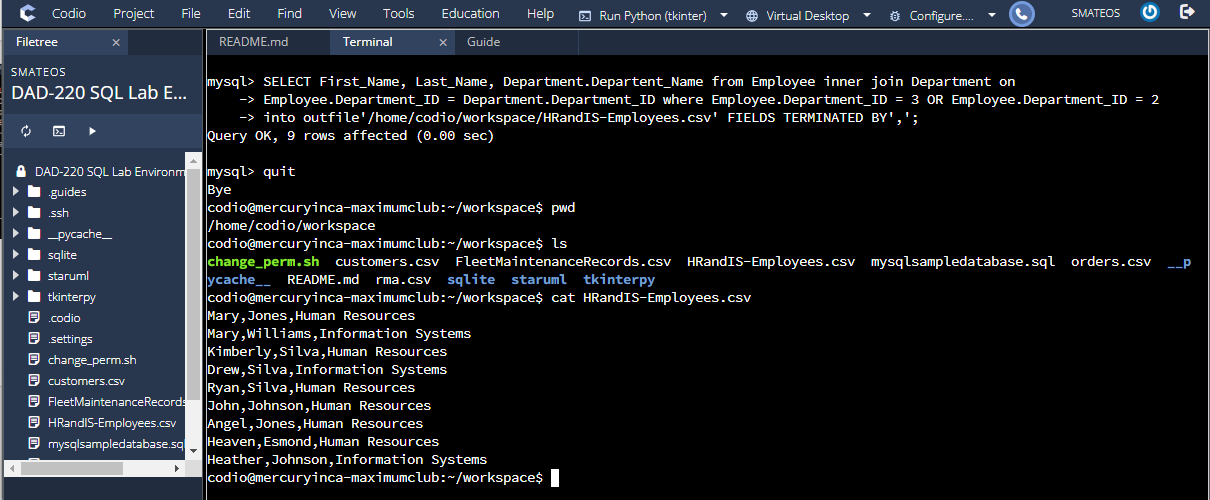 Codio Project File Edit Find View Tools Education Help Run Python (tkinter) Virtual Desktop Configure.... SMATEOS
Filetree ×
SMATEOS
DAD-220 SQL Lab E...
DAD-220 SQL Lab Environm
.guides
.ssh
__pycache__
sqlite
staruml
tkinterpy
.codio
.settings
change_perm.sh
customers.csv
FleetMaintenanceRecords
HRandIS-Employees.csv
mysqlsampledatabase.sql
README.md Terminal × Guide
mysql> SELECT First_Name, Last_Name, Department.Departent_Name from Employee inner join Department on
-> Employee.Department_ID = Department.Department_ID where Employee.Department_ID = 3 OR Employee.Department_ID = 2
-> into outfile'/home/codio/workspace/HRandIS-Employees.csv' FIELDS TERMINATED BY',';
Query OK, 9 rows affected (0.00 sec)
mysql> quit
Bye
codio@mercuryinca-maximumclub:~/workspace$ pwd
/home/codio/workspace
codio@mercuryinca-maximumclub:~/workspace$ ls
change_perm.sh customers.csv FleetMaintenanceRecords.csv HRandIS-Employees.csv mysqlsampledatabase.sql orders.csv __p
ycache__ README.md rma.csv sqlite staruml tkinterpy
codio@mercuryinca-maximumclub:~/workspace$ cat HRandIS-Employees.csv
Mary,Jones,Human Resources
Mary,Williams,Information Systems
Kimberly,Silva,Human Resources
Drew,Silva,Information Systems
Ryan,Silva,Human Resources
John,Johnson,Human Resources
Angel,Jones,Human Resources
Heaven,Esmond,Human Resources
Heather,Johnson,Information Systems
codio@mercuryinca-maximumclub:~/workspace$